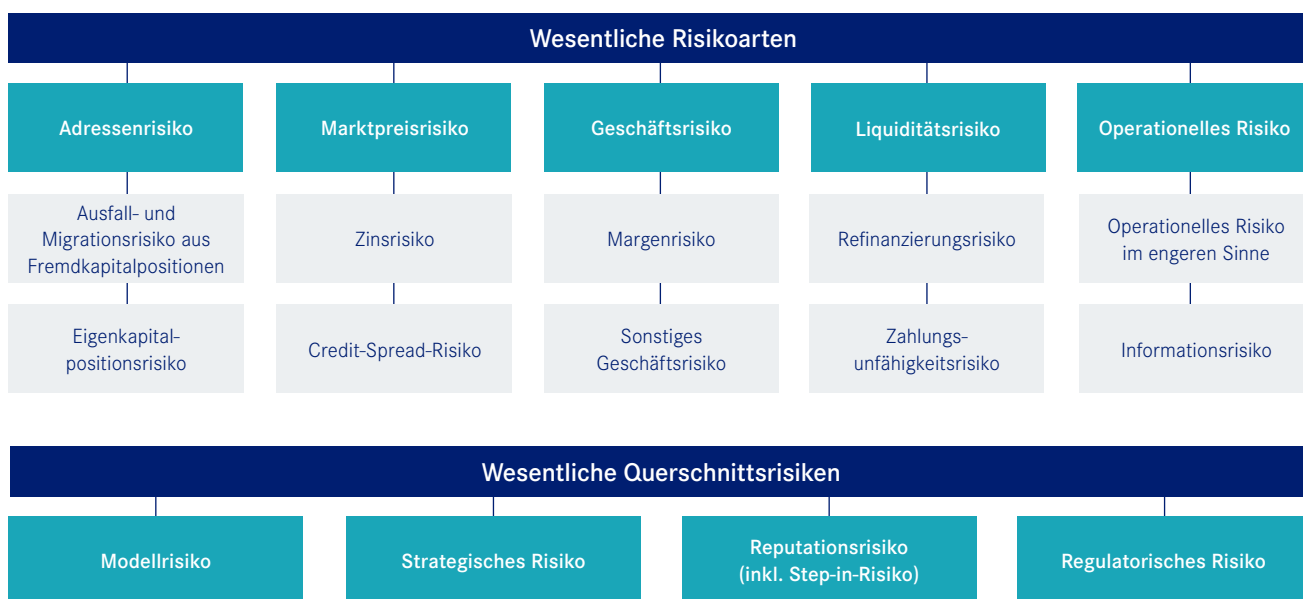 Wesentliche Risikoarten
Adressenrisiko
Marktpreisrisiko
Geschäftsrisiko
Liquiditätsrisiko
Operationelles Risiko
Ausfall- und
Migrationsrisiko aus
Fremdkapitalpositionen
Zinsrisiko
Margenrisiko
Refinanzierungsrisiko
Operationelles Risiko
im engeren Sinne
Eigenkapital-
positionsrisiko
Credit-Spread-Risiko
Sonstiges
Geschäftsrisiko
Zahlungs-
unfähigkeitsrisiko
Informationsrisiko
Wesentliche Querschnittsrisiken
Modellrisiko
Strategisches Risiko
Reputationsrisiko
(inkl. Step-in-Risiko)
Regulatorisches Risiko